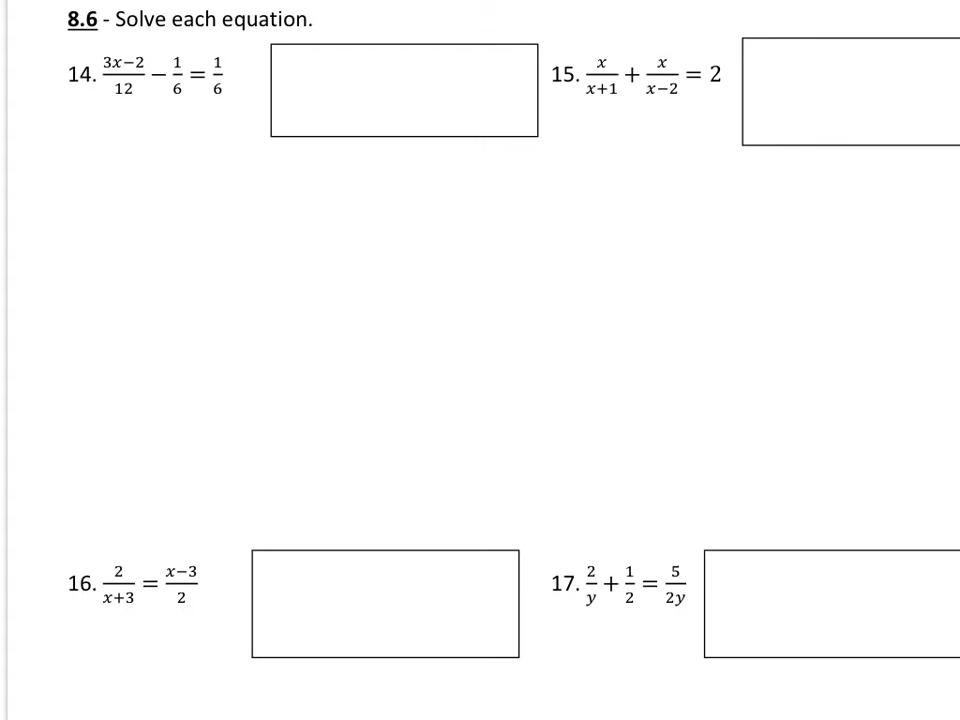 8.6 - Solve each equation.
14. (3x−2)/12 − 1/6 = 1/6
15. x/(x+1) + x/(x−2) = 2
16. 2/(x+3) = (x−3)/2
17. 2/y + 1/2 = 5/(2y)